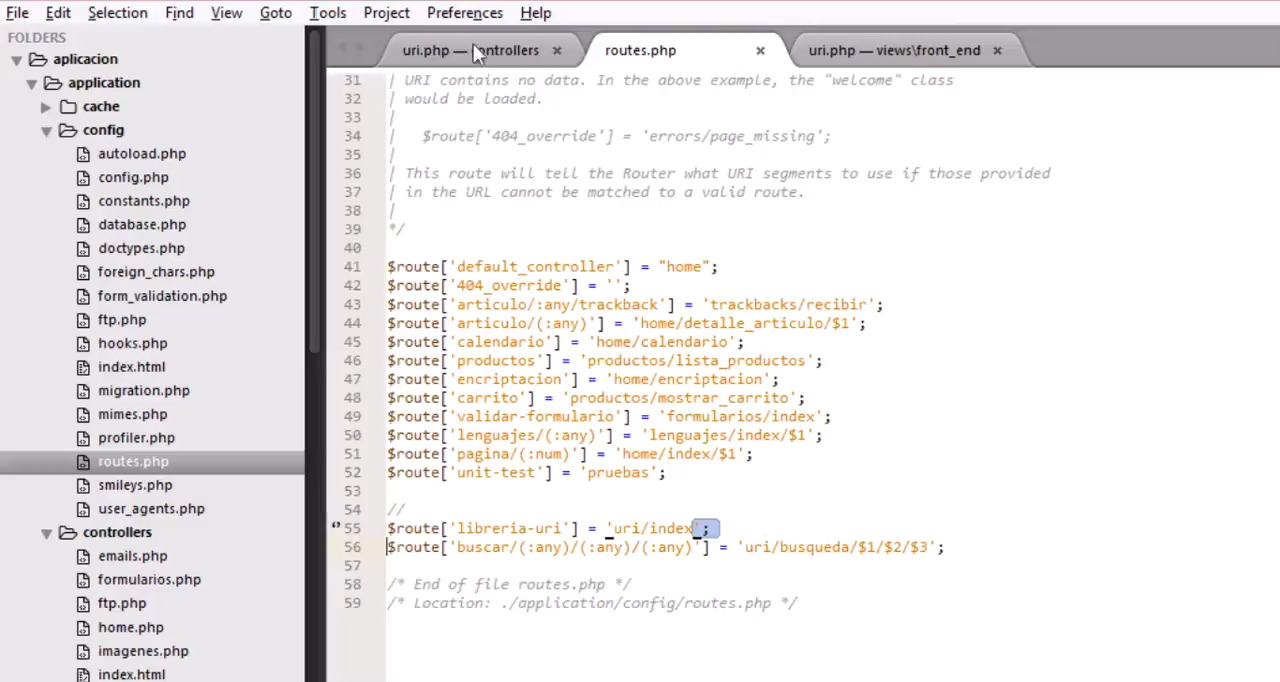 File Edit Selection Find View Goto Tools Project Preferences Help
FOLDERS
aplicacion
application
cache
config
autoload.php
config.php
constants.php
database.php
doctypes.php
foreign_chars.php
form_validation.php
ftp.php
hooks.php
index.html
migration.php
mimes.php
profiler.php
routes.php
smileys.php
user_agents.php
controllers
emails.php
formularios.php
ftp.php
home.php
imagenes.php
index.html
uri.php — controllers × routes.php × uri.php — views\front_end ×
31 | URI contains no data. In the above example, the "welcome" class
32 | would be loaded.
33 |
34 | $route['404_override'] = 'errors/page_missing';
35 |
36 | This route will tell the Router what URI segments to use if those provided
37 | in the URL cannot be matched to a valid route.
38 |
39 */
40
41 $route['default_controller'] = "home";
42 $route['404_override'] = '';
43 $route['articulo/:any/trackback'] = 'trackbacks/recibir';
44 $route['articulo/(:any)'] = 'home/detalle_articulo/$1';
45 $route['calendario'] = 'home/calendario';
46 $route['productos'] = 'productos/lista_productos';
47 $route['encriptacion'] = 'home/encriptacion';
48 $route['carrito'] = 'productos/mostrar_carrito';
49 $route['validar-formulario'] = 'formularios/index';
50 $route['lenguajes/(:any)'] = 'lenguajes/index/$1';
51 $route['pagina/(:num)'] = 'home/index/$1';
52 $route['unit-test'] = 'pruebas';
53
54 //
55 $route['libreria-uri'] = 'uri/index';
56 $route['buscar/(:any)/(:any)/(:any)'] = 'uri/busqueda/$1/$2/$3';
57
58 /* End of file routes.php */
59 /* Location: ./application/config/routes.php */